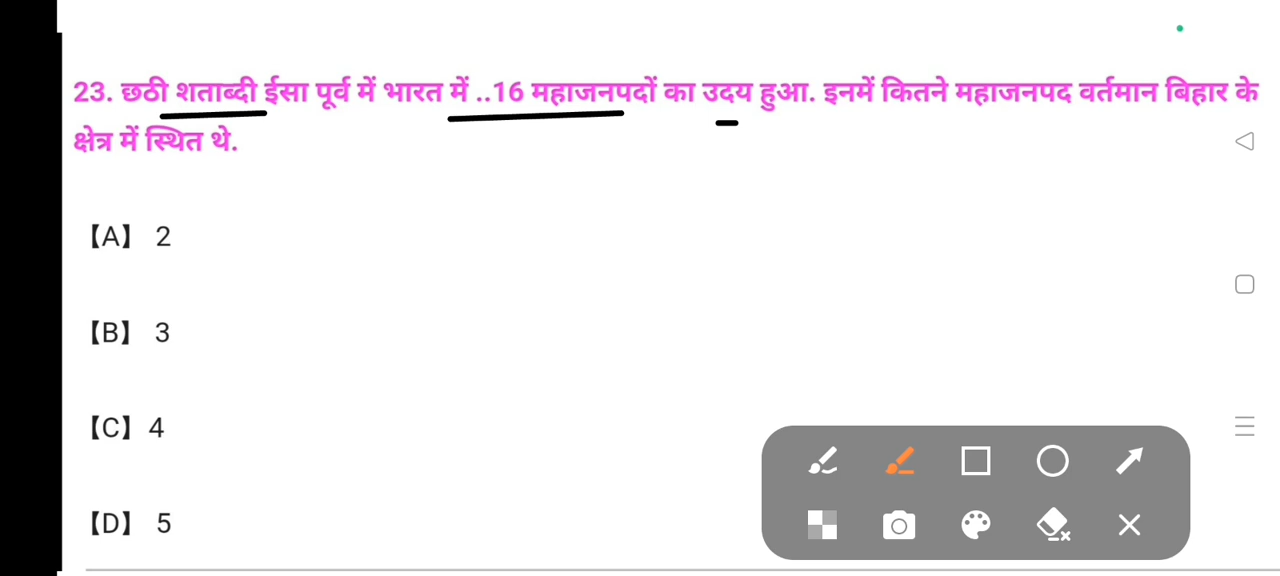 23. छठी शताब्दी ईसा पूर्व में भारत में ..16 महाजनपदों का उदय हुआ. इनमें कितने महाजनपद वर्तमान बिहार के
क्षेत्र में स्थित थे.
【A】 2
【B】 3
【C】 4
【D】 5